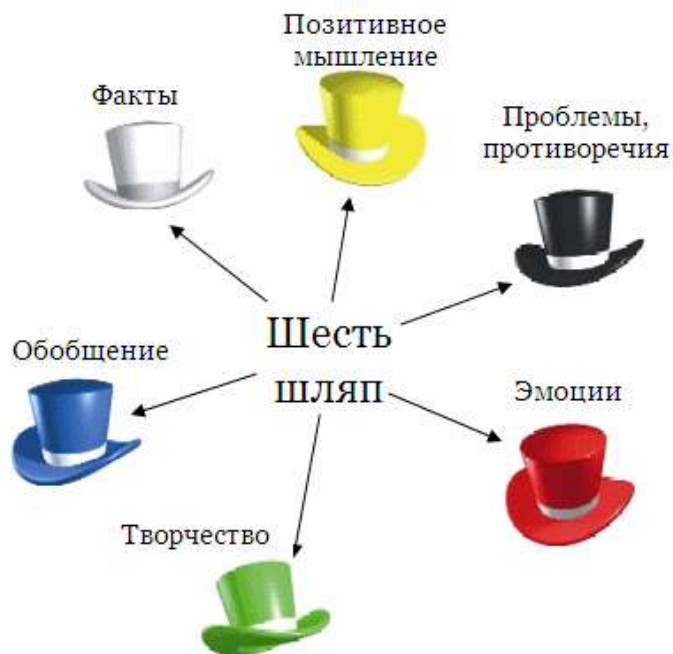 Позитивное
мышление
Факты
Проблемы,
противоречия
Шесть
шляп
Обобщение
Эмоции
Творчество